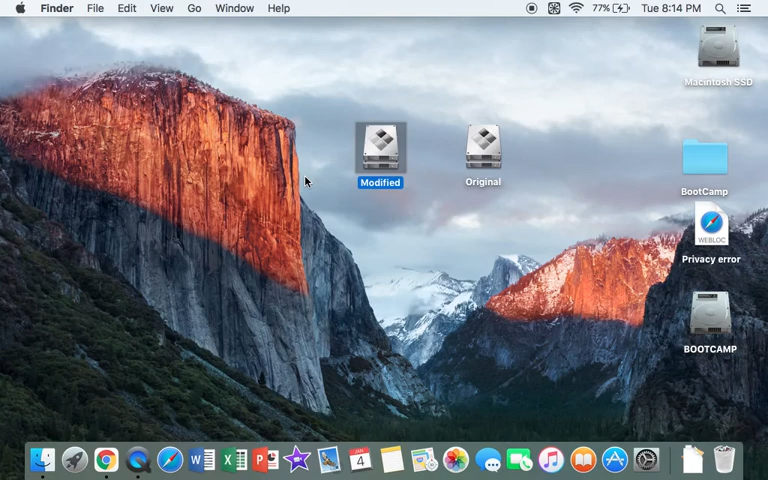 Finder File Edit View Go Window Help 77% Tue 8:14 PM
Macintosh SSD
Modified
Original
BootCamp
WEBLOC
Privacy error
BOOTCAMP
W
X
P
JAN
4